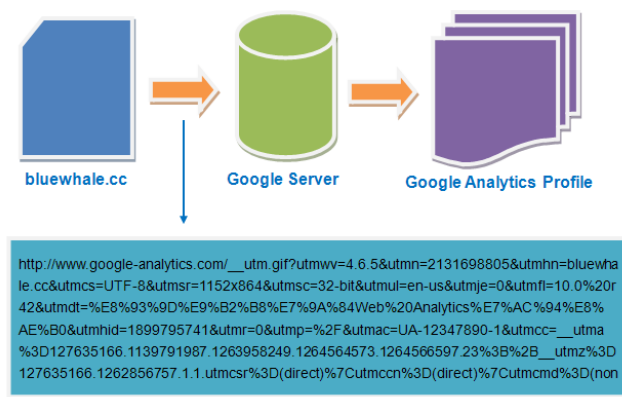 bluewhale.cc
Google Server
Google Analytics Profile
http://www.google-analytics.com/__utm.gif?utmwv=4.6.5&utmn=2131698805&utmhn=bluewha
le.cc&utmcs=UTF-8&utmsr=1152x864&utmsc=32-bit&utmul=en-us&utmje=0&utmfl=10.0%20r
42&utmdt=%E8%93%9D%E9%B2%B8%E7%9A%84Web%20Analytics%E7%AC%94%E8%
AE%B0&utmhid=1899795741&utmr=0&utmp=%2F&utmac=UA-12347890-1&utmcc=__utma
%3D127635166.1139791987.1263958249.1264564573.1264566597.23%3B%2B__utmz%3D
127635166.1262856757.1.1.utmcsr%3D(direct)%7Cutmccn%3D(direct)%7Cutmcmd%3D(non